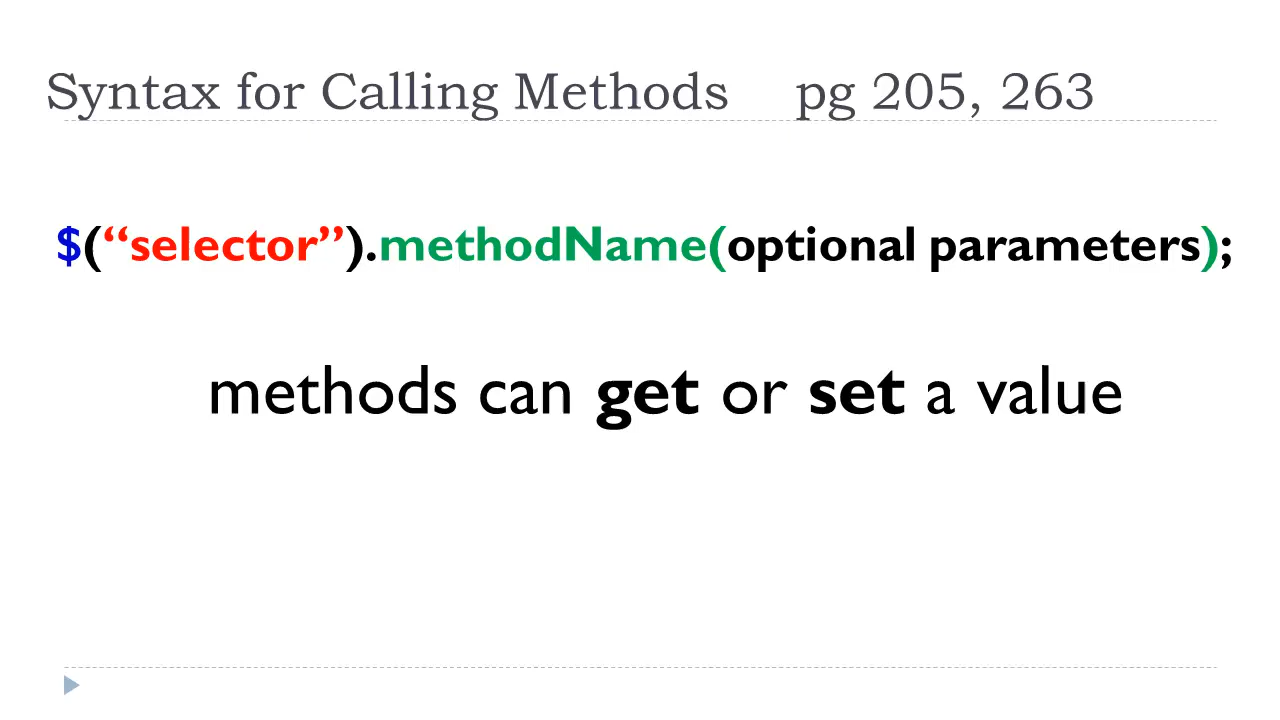 Syntax for Calling Methods pg 205, 263
$(“selector”).methodName(optional parameters);
methods can get or set a value